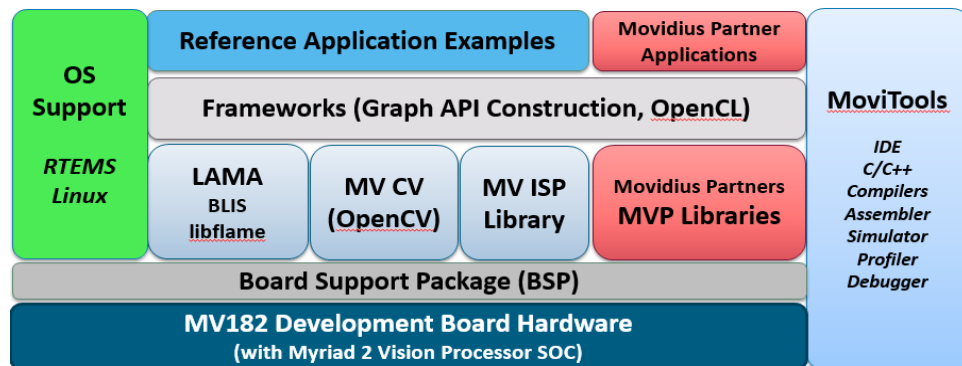 OS
Support
RTEMS
Linux
Reference Application Examples
Movidius Partner
Applications
Frameworks (Graph API Construction, OpenCL)
LAMA
BLIS
libflame
MV CV
(OpenCV)
MV ISP
Library
Movidius Partners
MVP Libraries
Board Support Package (BSP)
MV182 Development Board Hardware
(with Myriad 2 Vision Processor SOC)
MoviTools
IDE
C/C++
Compilers
Assembler
Simulator
Profiler
Debugger